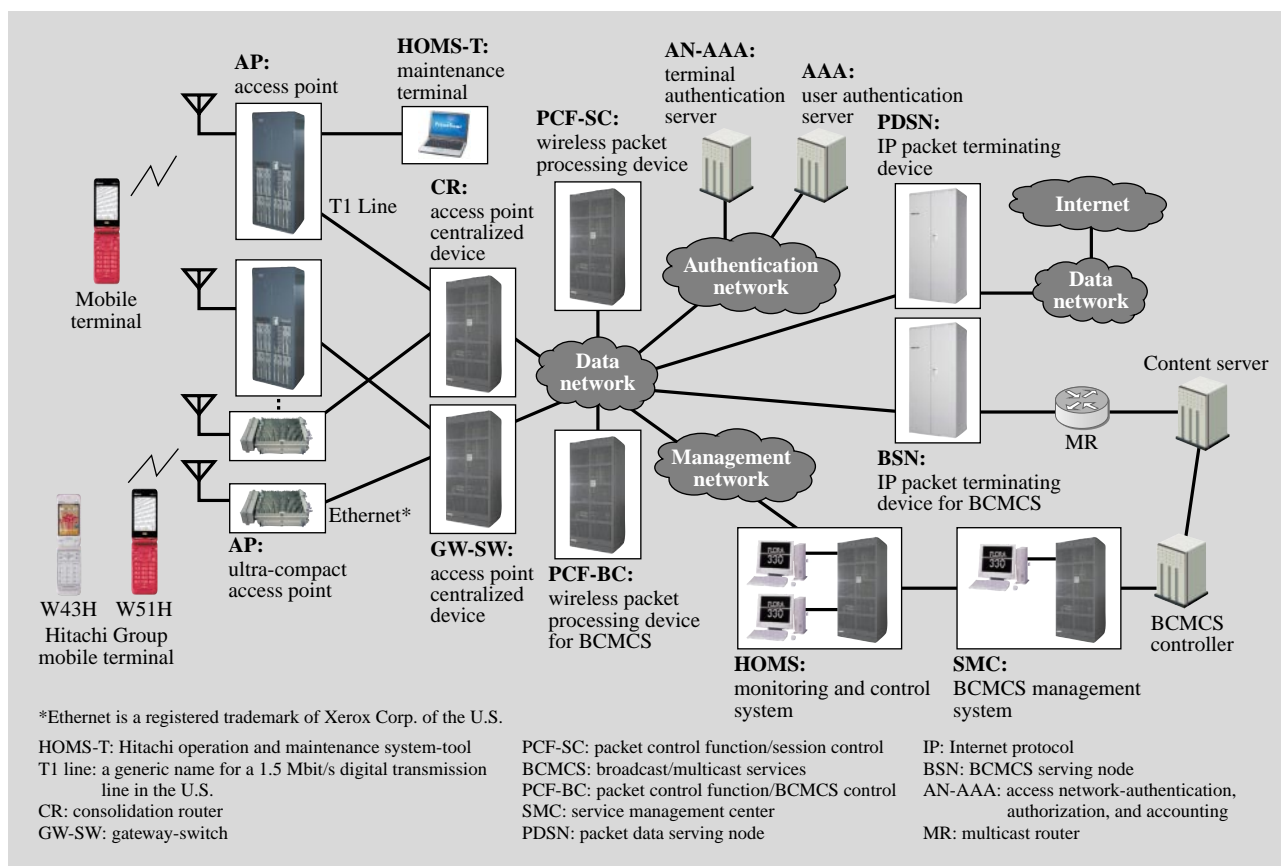 AP:
access point
HOMS-T:
maintenance
terminal
AN-AAA:
terminal
authentication
server
AAA:
user authentication
server
PCF-SC:
wireless packet
processing device
PDSN:
IP packet terminating
device
CR:
access point
centralized
device
T1 Line
Internet
Authentication
network
Data
network
Mobile
terminal
Data
network
Content server
MR
Management
network
BSN:
IP packet terminating
device for BCMCS
Ethernet*
AP:
ultra-compact
access point
GW-SW:
access point
centralized
device
PCF-BC:
wireless packet
processing device
for BCMCS
FLORA
330
FLORA
330
FLORA
330
W43H W51H
Hitachi Group
mobile terminal
BCMCS
controller
HOMS:
monitoring and control
system
SMC:
BCMCS management
system
*Ethernet is a registered trademark of Xerox Corp. of the U.S.
HOMS-T: Hitachi operation and maintenance system-tool
T1 line: a generic name for a 1.5 Mbit/s digital transmission
line in the U.S.
CR: consolidation router
GW-SW: gateway-switch
PCF-SC: packet control function/session control
BCMCS: broadcast/multicast services
PCF-BC: packet control function/BCMCS control
SMC: service management center
PDSN: packet data serving node
IP: Internet protocol
BSN: BCMCS serving node
AN-AAA: access network-authentication,
authorization, and accounting
MR: multicast router